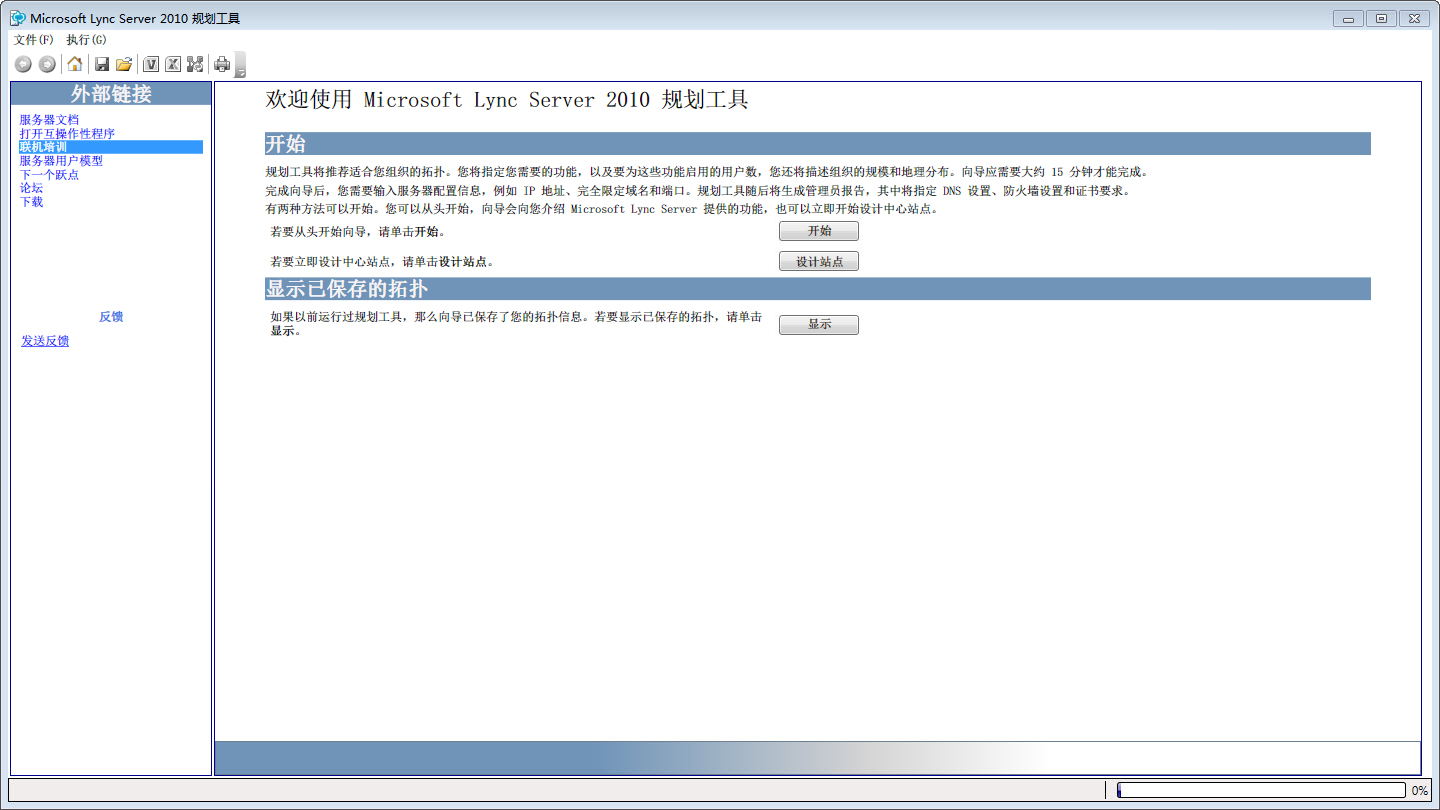 Microsoft Lync Server 2010 规划工具
文件(F) 执行(G)
外部链接
服务器文档
打开互操作性程序
联机培训
服务器用户模型
下一个跃点
论坛
下载
反馈
发送反馈
欢迎使用 Microsoft Lync Server 2010 规划工具
开始
规划工具将推荐适合您组织的拓扑。您将指定您需要的功能，以及要为这些功能启用的用户数，您还将描述组织的规模和地理分布。向导应需要大约 15 分钟才能完成。
完成向导后，您需要输入服务器配置信息，例如 IP 地址、完全限定域名和端口。规划工具随后将生成管理员报告，其中将指定 DNS 设置、防火墙设置和证书要求。
有两种方法可以开始。您可以从头开始，向导会向您介绍 Microsoft Lync Server 提供的功能，也可以立即开始设计中心站点。
若要从头开始向导，请单击开始。
开始
若要立即设计中心站点，请单击设计站点。
设计站点
显示已保存的拓扑
如果以前运行过规划工具，那么向导已保存了您的拓扑信息。若要显示已保存的拓扑，请单击
显示。
显示
0%